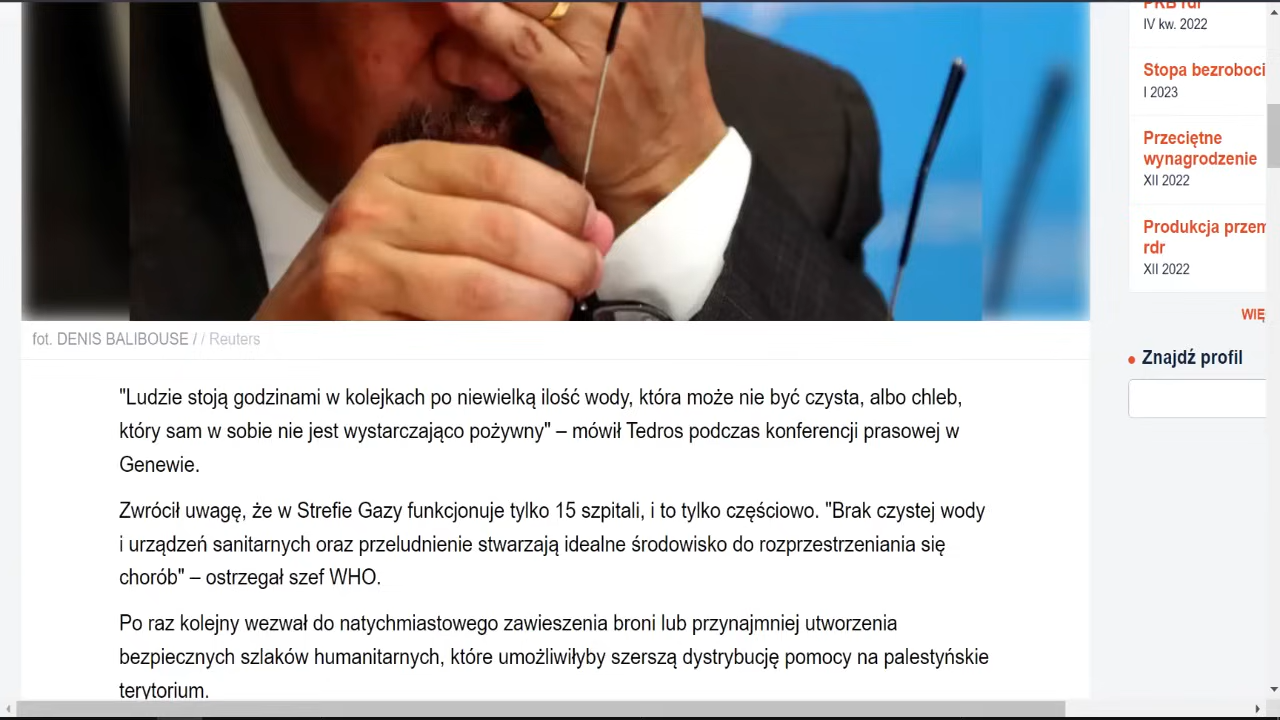 fot. DENIS BALIBOUSE / / Reuters
"Ludzie stoją godzinami w kolejkach po niewielką ilość wody, która może nie być czysta, albo chleb,
który sam w sobie nie jest wystarczająco pożywny" – mówił Tedros podczas konferencji prasowej w
Genewie.
Zwrócił uwagę, że w Strefie Gazy funkcjonuje tylko 15 szpitali, i to tylko częściowo. "Brak czystej wody
i urządzeń sanitarnych oraz przeludnienie stwarzają idealne środowisko do rozprzestrzeniania się
chorób" – ostrzegał szef WHO.
Po raz kolejny wezwał do natychmiastowego zawieszenia broni lub przynajmniej utworzenia
bezpiecznych szlaków humanitarnych, które umożliwiłyby szerszą dystrybucję pomocy na palestyńskie
terytorium.
PKB rdr
IV kw. 2022
Stopa bezroboci
I 2023
Przeciętne
wynagrodzenie
XII 2022
Produkcja przem
rdr
XII 2022
WIĘ
Znajdź profil